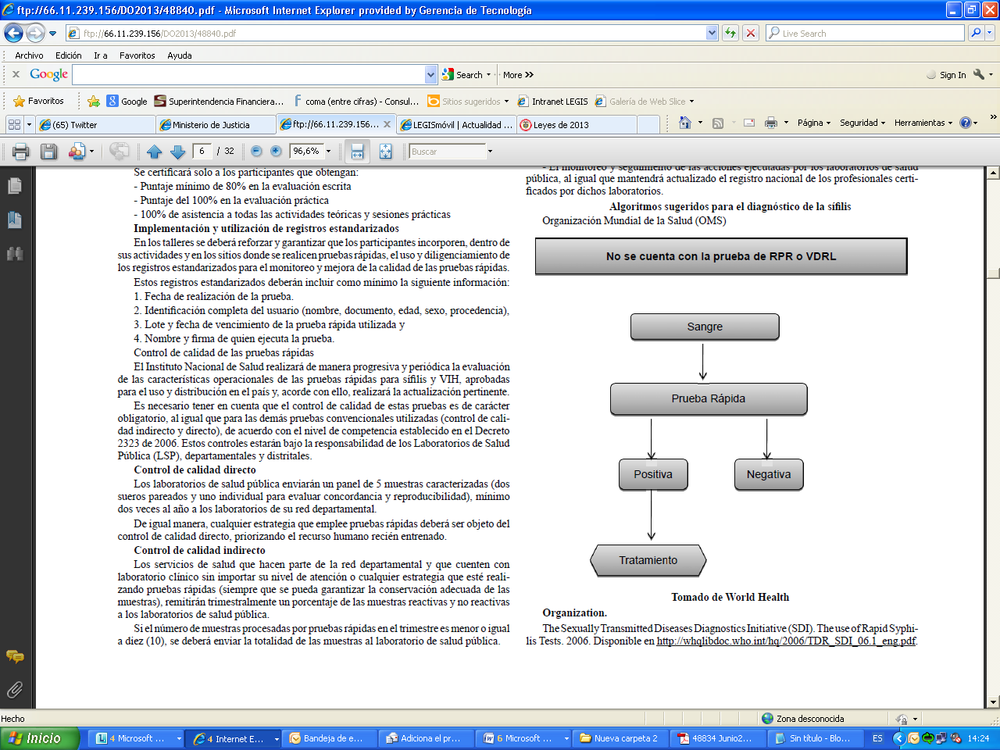 ftp://66.11.239.156/DO2013/48840.pdf - Microsoft Internet Explorer provided by Gerencia de Tecnología
ftp://66.11.239.156/DO2013/48840.pdf
Live Search
Archivo Edición Ir a Favoritos Ayuda
x Google Search More >> Sign In
Favoritos Google Superintendencia Financiera... coma (entre cifras) - Consul... Sitios sugeridos Intranet LEGIS Galería de Web Slice
(65) Twitter Ministerio de Justicia ftp://66.11.239.156... LEGISmóvil | Actualidad ... Leyes de 2013 Página Seguridad Herramientas
6 / 32 96,6% Buscar
Se certificará solo a los participantes que obtengan:
- Puntaje mínimo de 80% en la evaluación escrita
- Puntaje del 100% en la evaluación práctica
- 100% de asistencia a todas las actividades teóricas y sesiones prácticas
Implementación y utilización de registros estandarizados
En los talleres se deberá reforzar y garantizar que los participantes incorporen, dentro de
sus actividades y en los sitios donde se realicen pruebas rápidas, el uso y diligenciamiento de
los registros estandarizados para el monitoreo y mejora de la calidad de las pruebas rápidas.
Estos registros estandarizados deberán incluir como mínimo la siguiente información:
1. Fecha de realización de la prueba.
2. Identificación completa del usuario (nombre, documento, edad, sexo, procedencia),
3. Lote y fecha de vencimiento de la prueba rápida utilizada y
4. Nombre y firma de quien ejecuta la prueba.
Control de calidad de las pruebas rápidas
El Instituto Nacional de Salud realizará de manera progresiva y periódica la evaluación
de las características operacionales de las pruebas rápidas para sífilis y VIH, aprobadas
para el uso y distribución en el país y, acorde con ello, realizará la actualización pertinente.
Es necesario tener en cuenta que el control de calidad de estas pruebas es de carácter
obligatorio, al igual que para las demás pruebas convencionales utilizadas (control de cali-
dad indirecto y directo), de acuerdo con el nivel de competencia establecido en el Decreto
2323 de 2006. Estos controles estarán bajo la responsabilidad de los Laboratorios de Salud
Pública (LSP), departamentales y distritales.
Control de calidad directo
Los laboratorios de salud pública enviarán un panel de 5 muestras caracterizadas (dos
sueros pareados y uno individual para evaluar concordancia y reproducibilidad), mínimo
dos veces al año a los laboratorios de su red departamental.
De igual manera, cualquier estrategia que emplee pruebas rápidas deberá ser objeto del
control de calidad directo, priorizando el recurso humano recién entrenado.
Control de calidad indirecto
Los servicios de salud que hacen parte de la red departamental y que cuenten con
laboratorio clínico sin importar su nivel de atención o cualquier estrategia que esté reali-
zando pruebas rápidas (siempre que se pueda garantizar la conservación adecuada de las
muestras), remitirán trimestralmente un porcentaje de las muestras reactivas y no reactivas
a los laboratorios de salud pública.
Si el número de muestras procesadas por pruebas rápidas en el trimestre es menor o igual
a diez (10), se deberá enviar la totalidad de las muestras al laboratorio de salud pública.
- El monitoreo y seguimiento de las acciones ejecutadas por los laboratorios de salud
pública, al igual que mantendrá actualizado el registro nacional de los profesionales certi-
ficados por dichos laboratorios.
Algoritmos sugeridos para el diagnóstico de la sífilis
Organización Mundial de la Salud (OMS)
No se cuenta con la prueba de RPR o VDRL
Sangre
Prueba Rápida
Positiva Negativa
Tratamiento
Tomado de World Health
Organization.
The Sexually Transmitted Diseases Diagnostics Initiative (SDI). The use of Rapid Syphi-
lis Tests. 2006. Disponible en http://whqlibdoc.who.int/hq/2006/TDR_SDI_06.1_eng.pdf.
Hecho Zona desconocida
Inicio 4 Microsoft ... 4 Internet E... Bandeja de e... Adiciona el pr... 6 Microsoft ... Nueva carpeta 2 48834 Junio2... Sin título - Blo... ES 14:24